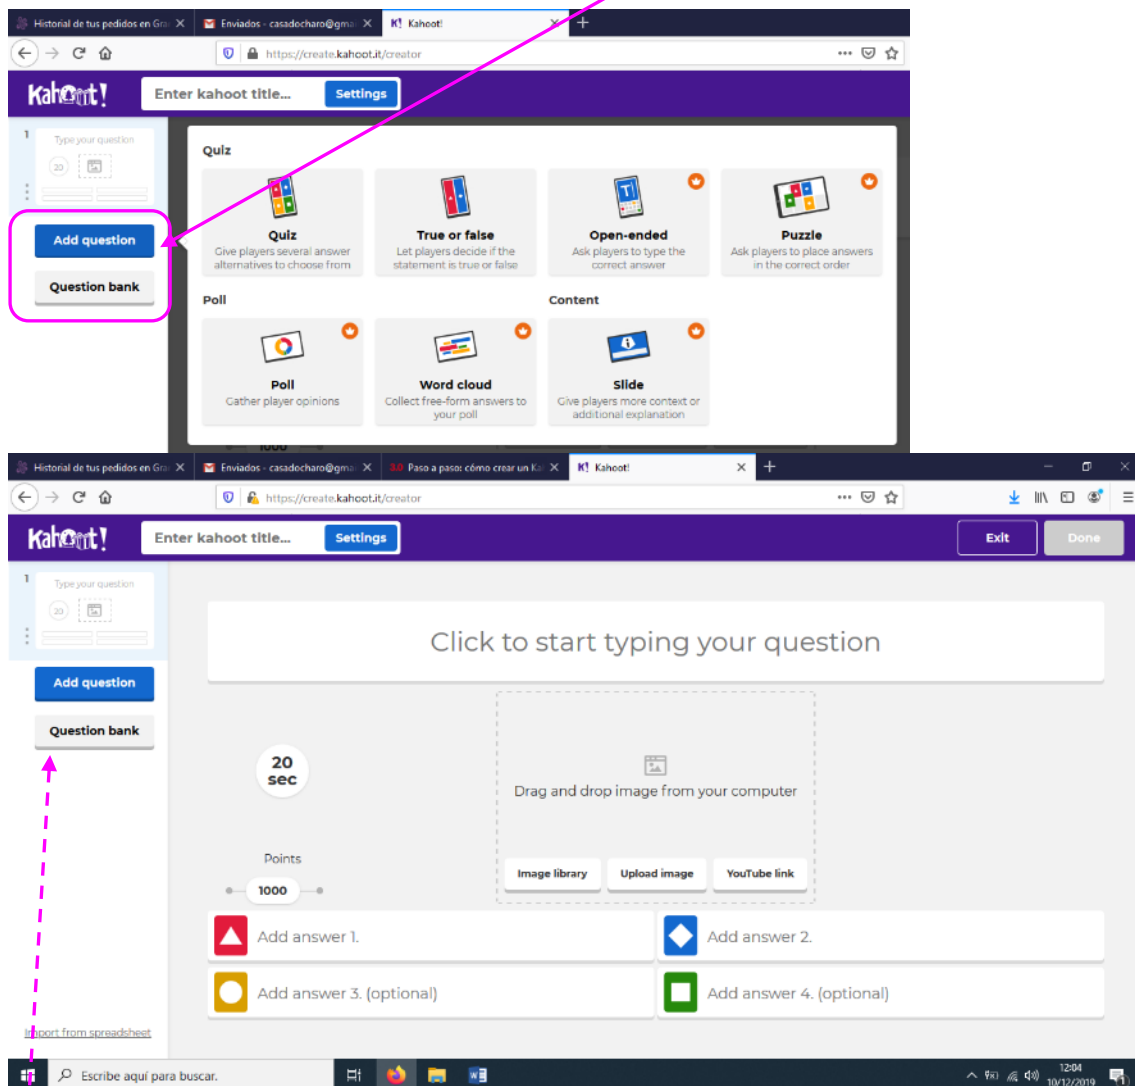 Historial de tus pedidos en Gra
Enviados - casadocharo@gma
K! Kahoot!
https://create.kahoot.it/creator
Kahoot!
Enter kahoot title...
Settings
1
Type your question
20
Add question
Question bank
Quiz
Quiz
Give players several answer
alternatives to choose from
True or false
Let players decide if the
statement is true or false
Open-ended
Ask players to type the
correct answer
Puzzle
Ask players to place answers
in the correct order
Poll
Content
Poll
Gather player opinions
Word cloud
Collect free-form answers to
your poll
Slide
Give players more context or
additional explanation
1000
Historial de tus pedidos en Gra
Enviados - casadocharo@gma
3.0 Paso a paso: cómo crear un Ka
K! Kahoot!
https://create.kahoot.it/creator
Kahoot!
Enter kahoot title...
Settings
Exit
Done
1
Type your question
20
Add question
Question bank
Click to start typing your question
20
sec
Drag and drop image from your computer
Points
1000
Image library
Upload image
YouTube link
Add answer 1.
Add answer 2.
Add answer 3. (optional)
Add answer 4. (optional)
Import from spreadsheet
Escribe aquí para buscar.
12:04
10/12/2019